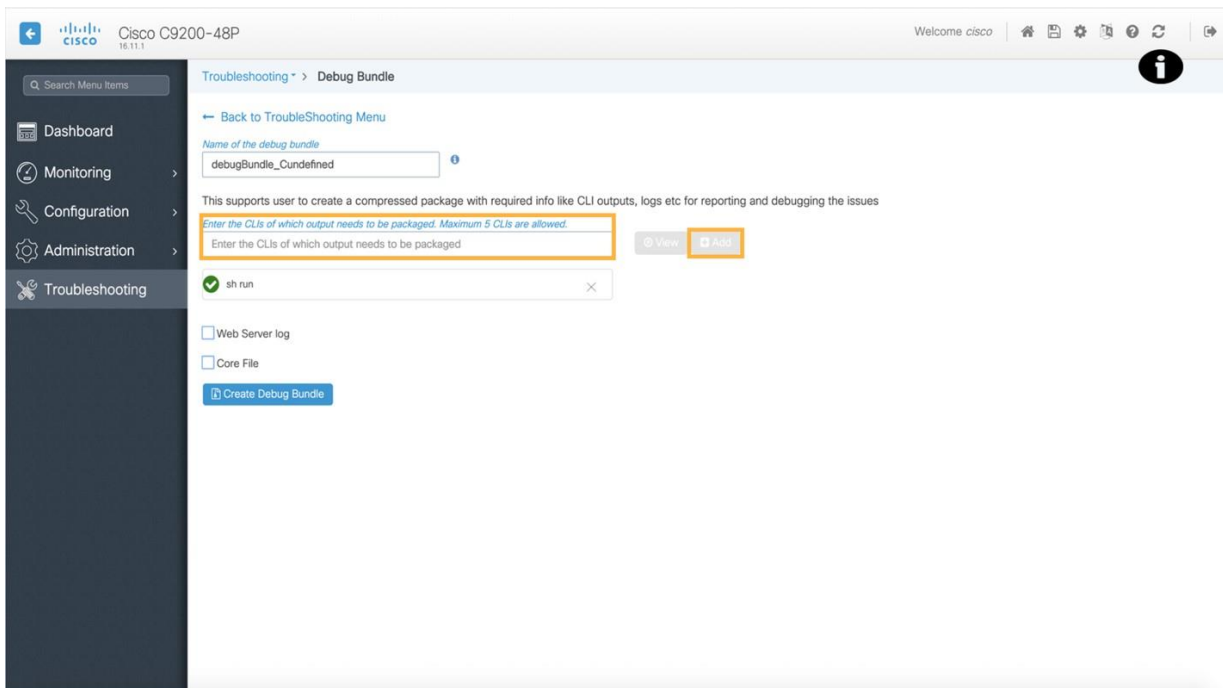 CISCO
Cisco C9200-48P
16.11.1
Welcome cisco
Search Menu Items
Dashboard
Monitoring
Configuration
Administration
Troubleshooting
Troubleshooting > Debug Bundle
← Back to TroubleShooting Menu
Name of the debug bundle
debugBundle_Cundefined
This supports user to create a compressed package with required info like CLI outputs, logs etc for reporting and debugging the issues
Enter the CLIs of which output needs to be packaged. Maximum 5 CLIs are allowed.
Enter the CLIs of which output needs to be packaged
View
Add
sh run
Web Server log
Core File
Create Debug Bundle